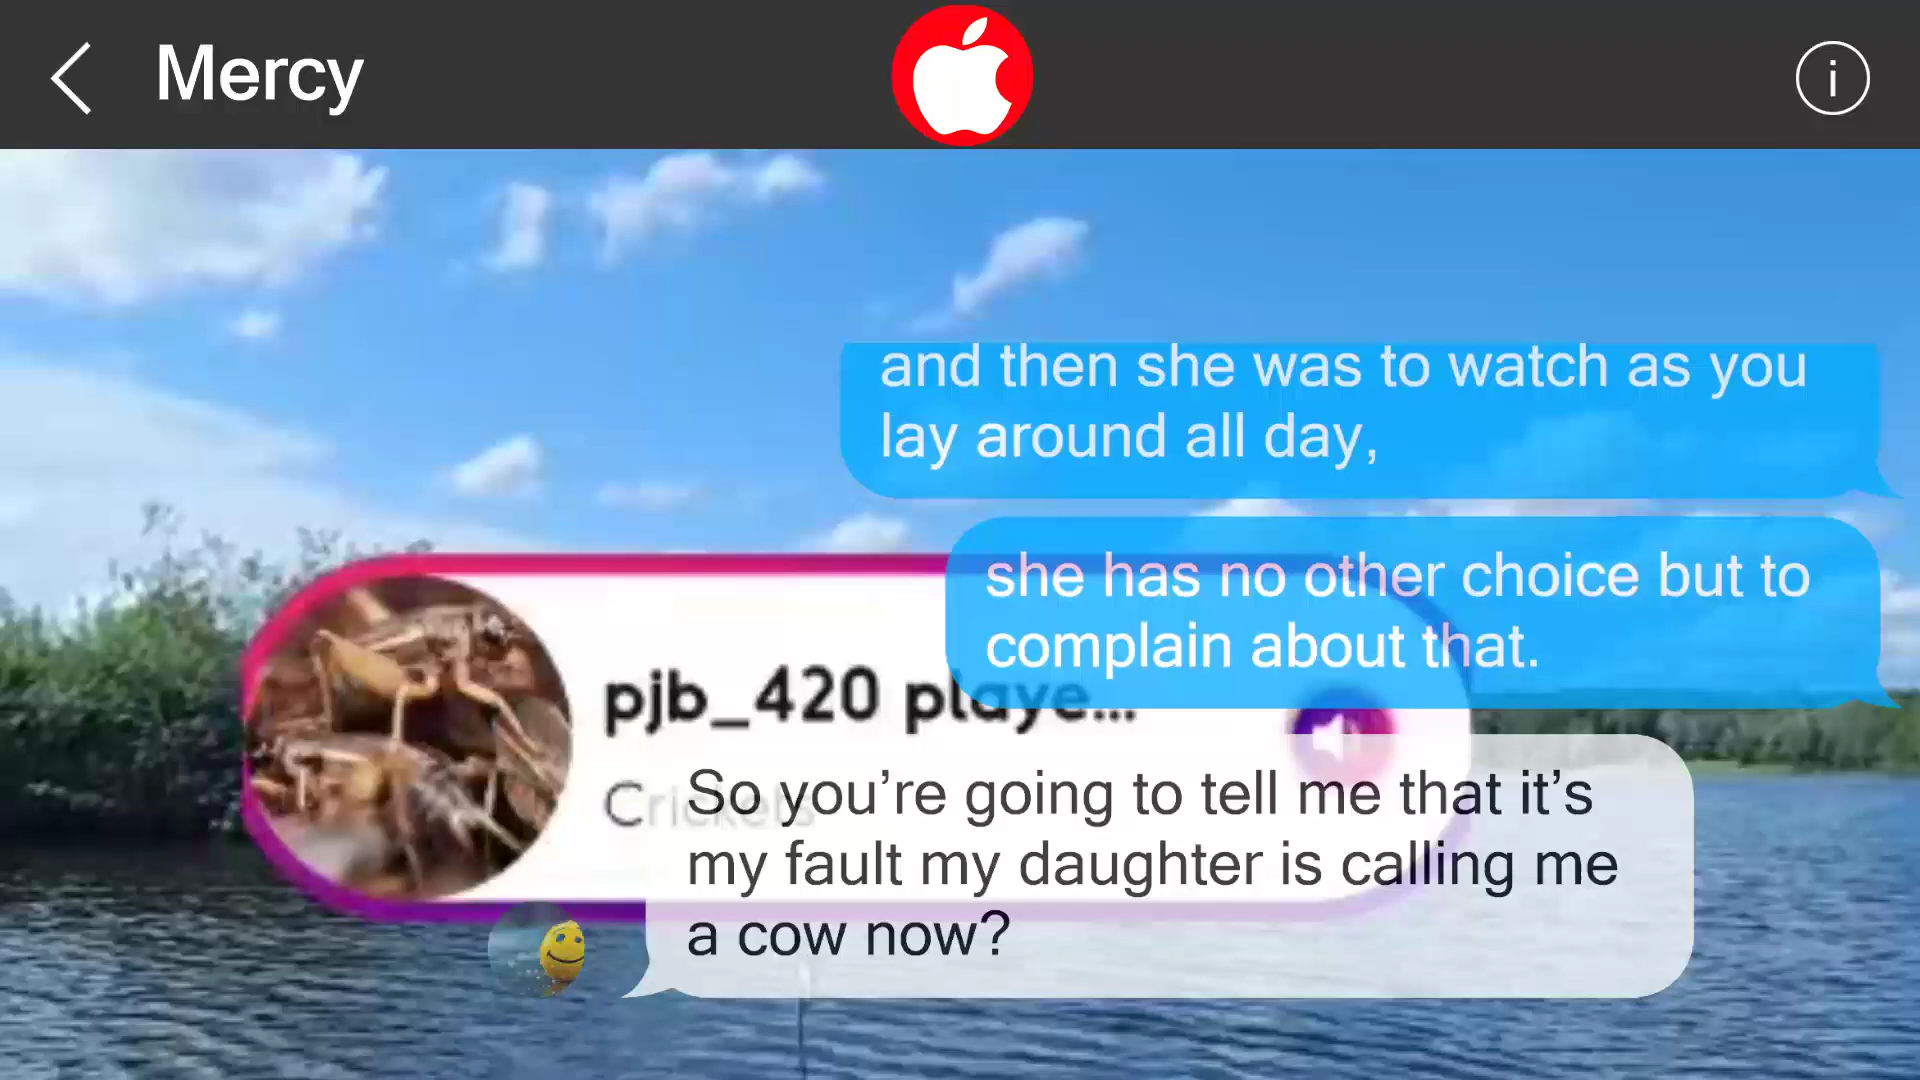 Mercy
i
and then she was to watch as you
lay around all day,
she has no other choice but to
complain about that.
pjb_420 playe...
Crickets
So you’re going to tell me that it’s
my fault my daughter is calling me
a cow now?